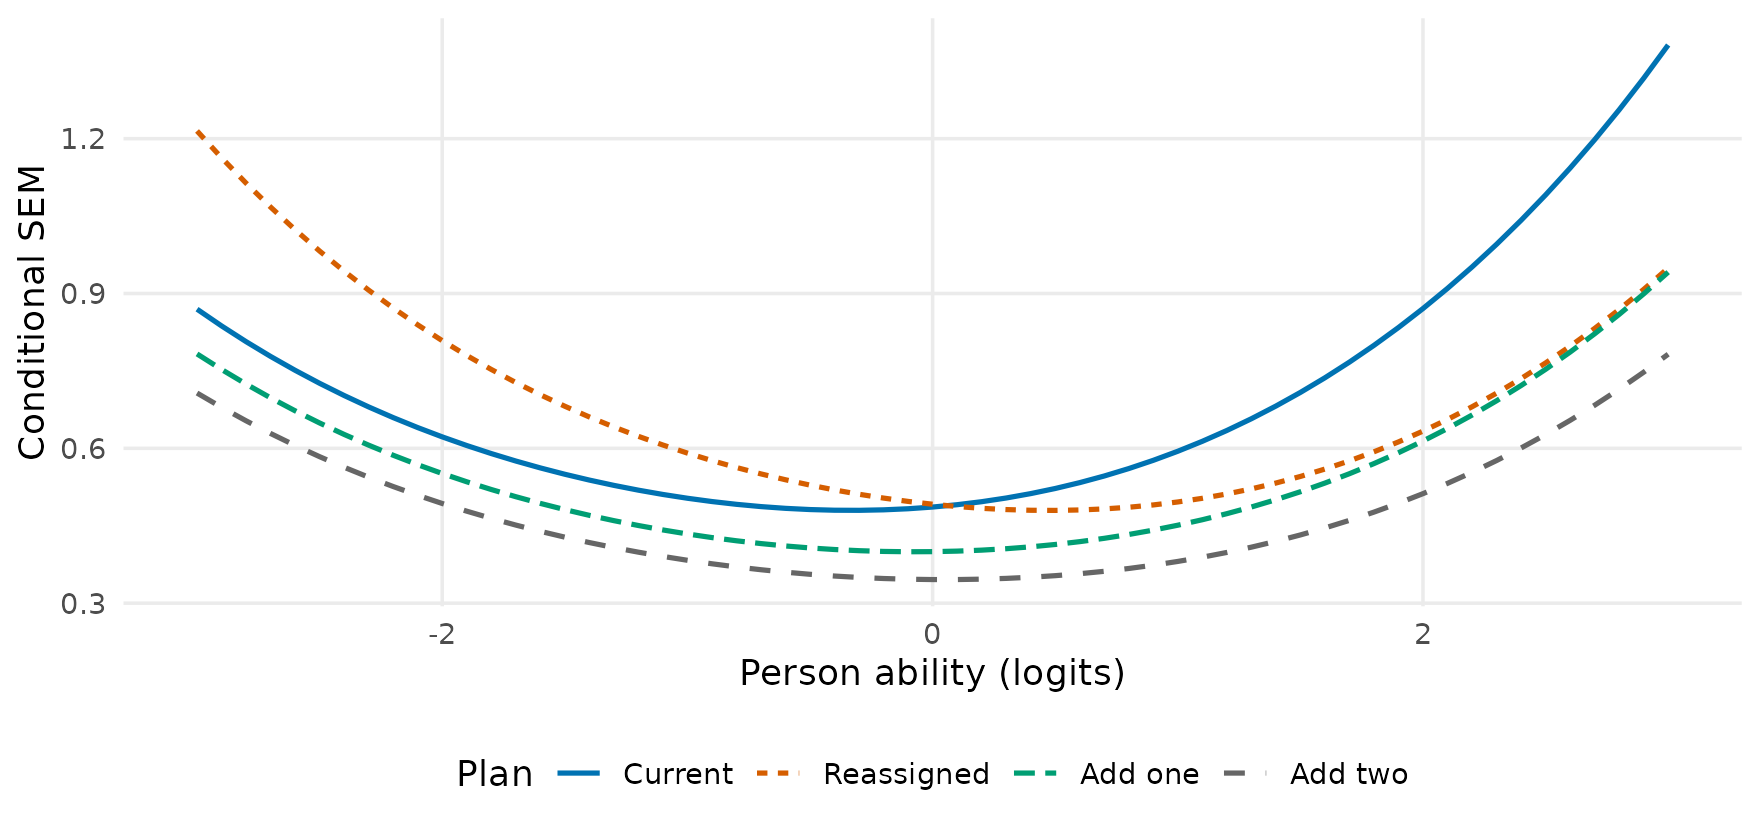 Conditional SEM
1.2
0.9
0.6
0.3
-2 0 2
Person ability (logits)
Plan Current Reassigned Add one Add two